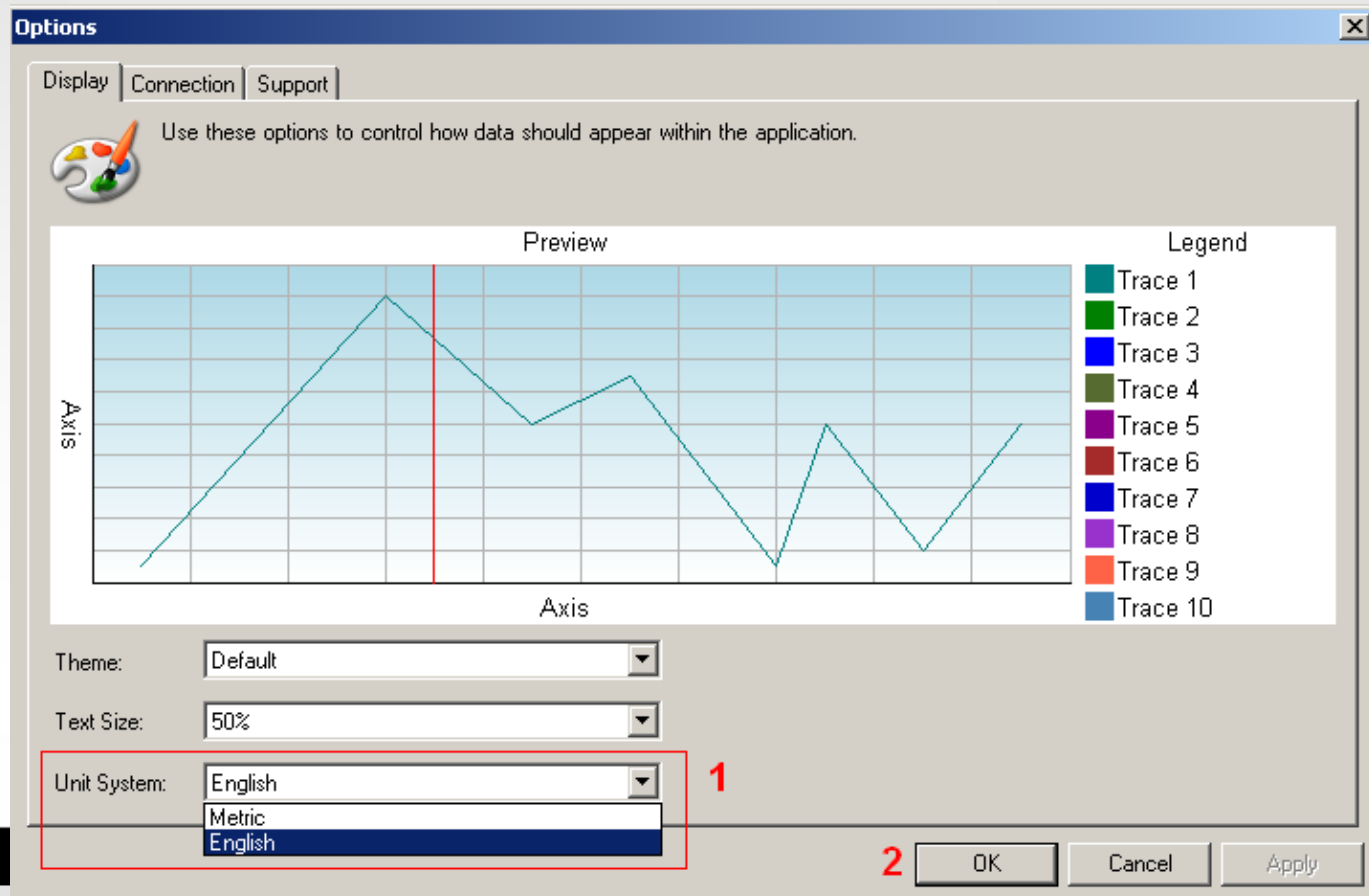 Options
Display Connection Support
Use these options to control how data should appear within the application.
Preview
Legend
Trace 1
Trace 2
Trace 3
Trace 4
Trace 5
Trace 6
Trace 7
Trace 8
Trace 9
Trace 10
Axis
Axis
Theme: Default
Text Size: 50%
Unit System: English
1
Metric
English
2 OK Cancel Apply